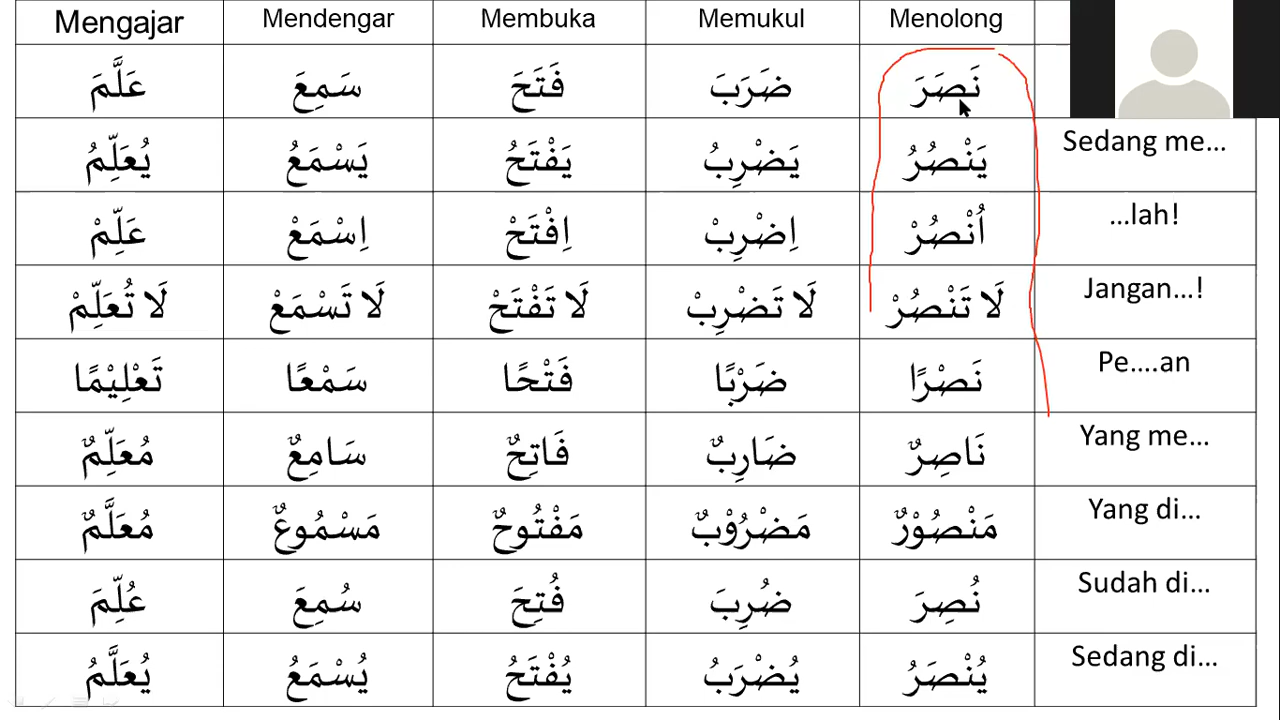 Mengajar Mendengar Membuka Memukul Menolong
عَلَّمَ سَمِعَ فَتَحَ ضَرَبَ نَصَرَ
يُعَلِّمُ يَسْمَعُ يَفْتَحُ يَضْرِبُ يَنْصُرُ Sedang me...
عَلِّمْ اِسْمَعْ اِفْتَحْ اِضْرِبْ اُنْصُرْ ...lah!
لَا تُعَلِّمْ لَا تَسْمَعْ لَا تَفْتَحْ لَا تَضْرِبْ لَا تَنْصُرْ Jangan...!
تَعْلِيْمًا سَمْعًا فَتْحًا ضَرْبًا نَصْرًا Pe....an
مُعَلِّمٌ سَامِعٌ فَاتِحٌ ضَارِبٌ نَاصِرٌ Yang me...
مُعَلَّمٌ مَسْمُوعٌ مَفْتُوحٌ مَضْرُوْبٌ مَنْصُوْرٌ Yang di...
عُلِّمَ سُمِعَ فُتِحَ ضُرِبَ نُصِرَ Sudah di...
يُعَلَّمُ يُسْمَعُ يُفْتَحُ يُضْرَبُ يُنْصَرُ Sedang di...